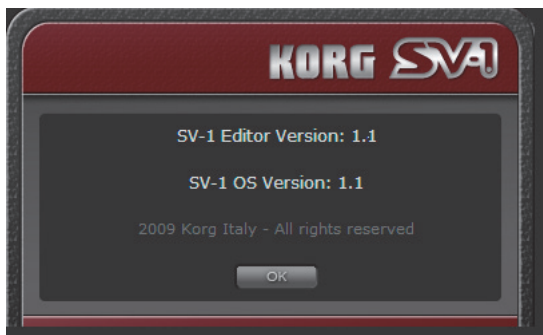 KORG SV-1
SV-1 Editor Version: 1.1
SV-1 OS Version: 1.1
2009 Korg Italy - All rights reserved
OK